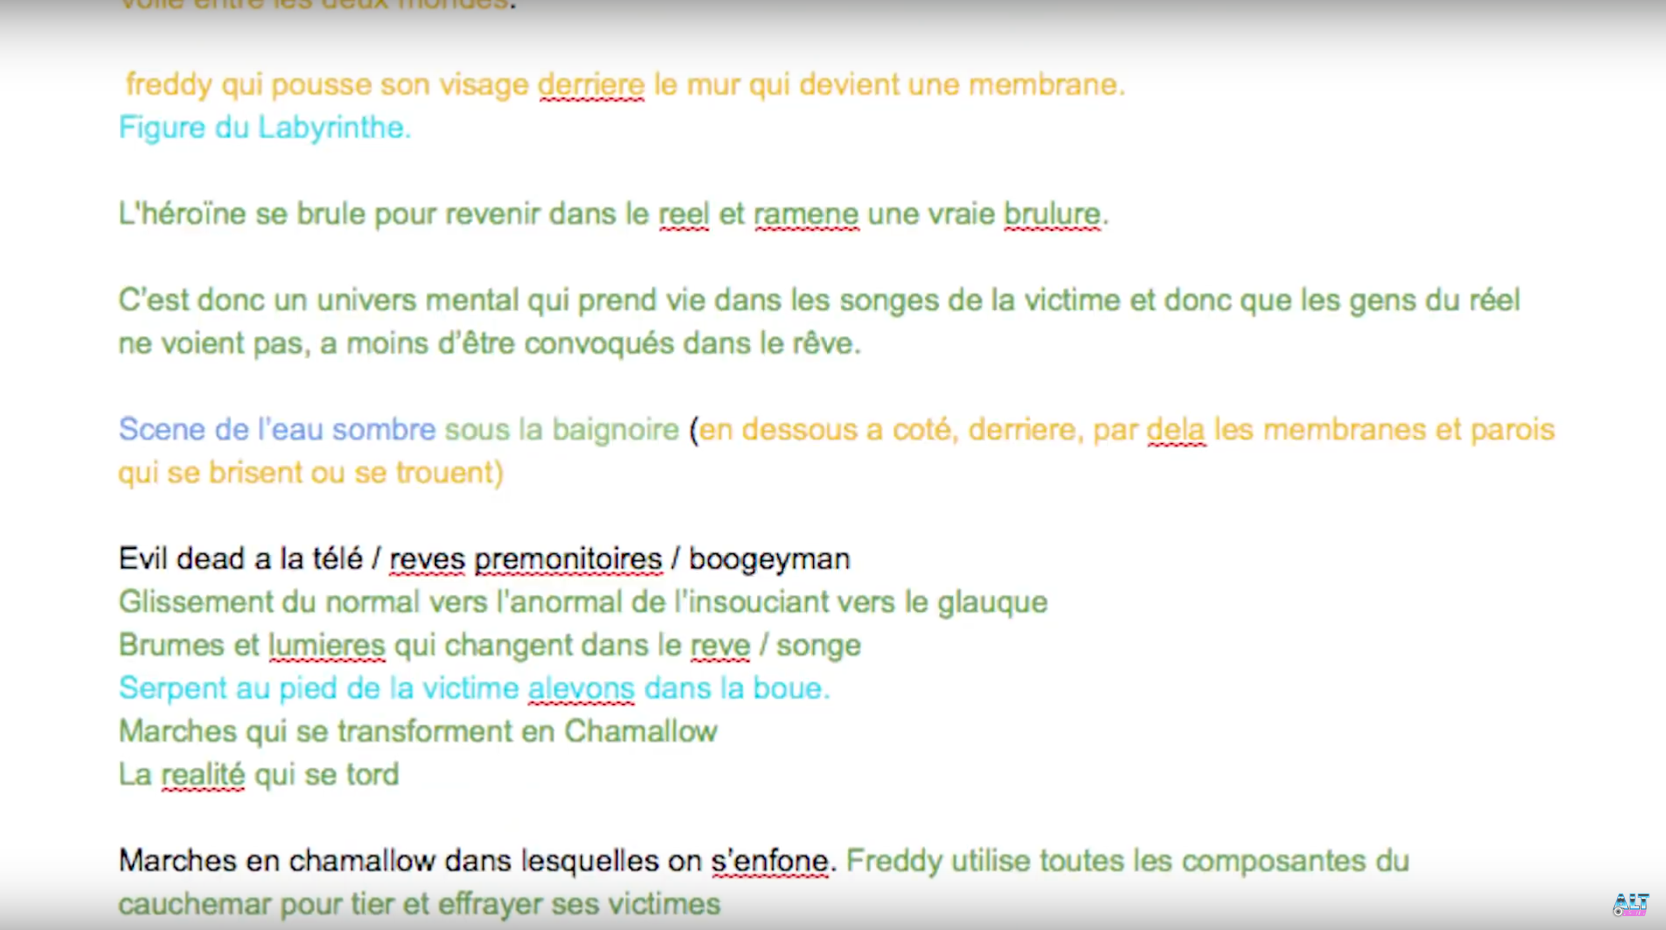 voile entre les deux mondes.
freddy qui pousse son visage derriere le mur qui devient une membrane.
Figure du Labyrinthe.
L'héroïne se brule pour revenir dans le reel et ramene une vraie brulure.
C'est donc un univers mental qui prend vie dans les songes de la victime et donc que les gens du réel
ne voient pas, a moins d'être convoqués dans le rêve.
Scene de l'eau sombre sous la baignoire (en dessous a coté, derriere, par dela les membranes et parois
qui se brisent ou se trouent)
Evil dead a la télé / reves premonitoires / boogeyman
Glissement du normal vers l'anormal de l'insouciant vers le glauque
Brumes et lumieres qui changent dans le reve / songe
Serpent au pied de la victime alevons dans la boue.
Marches qui se transforment en Chamallow
La realité qui se tord
Marches en chamallow dans lesquelles on s'enfone. Freddy utilise toutes les composantes du
cauchemar pour tier et effrayer ses victimes
ALT